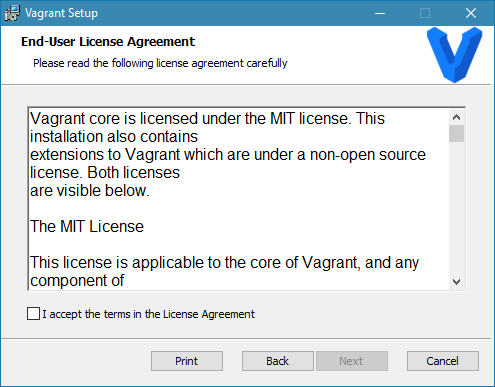 Vagrant Setup
End-User License Agreement
Please read the following license agreement carefully
Vagrant core is licensed under the MIT license. This
installation also contains
extensions to Vagrant which are under a non-open source
license. Both licenses
are visible below.
The MIT License
This license is applicable to the core of Vagrant, and any
component of
I accept the terms in the License Agreement
Print Back Next Cancel